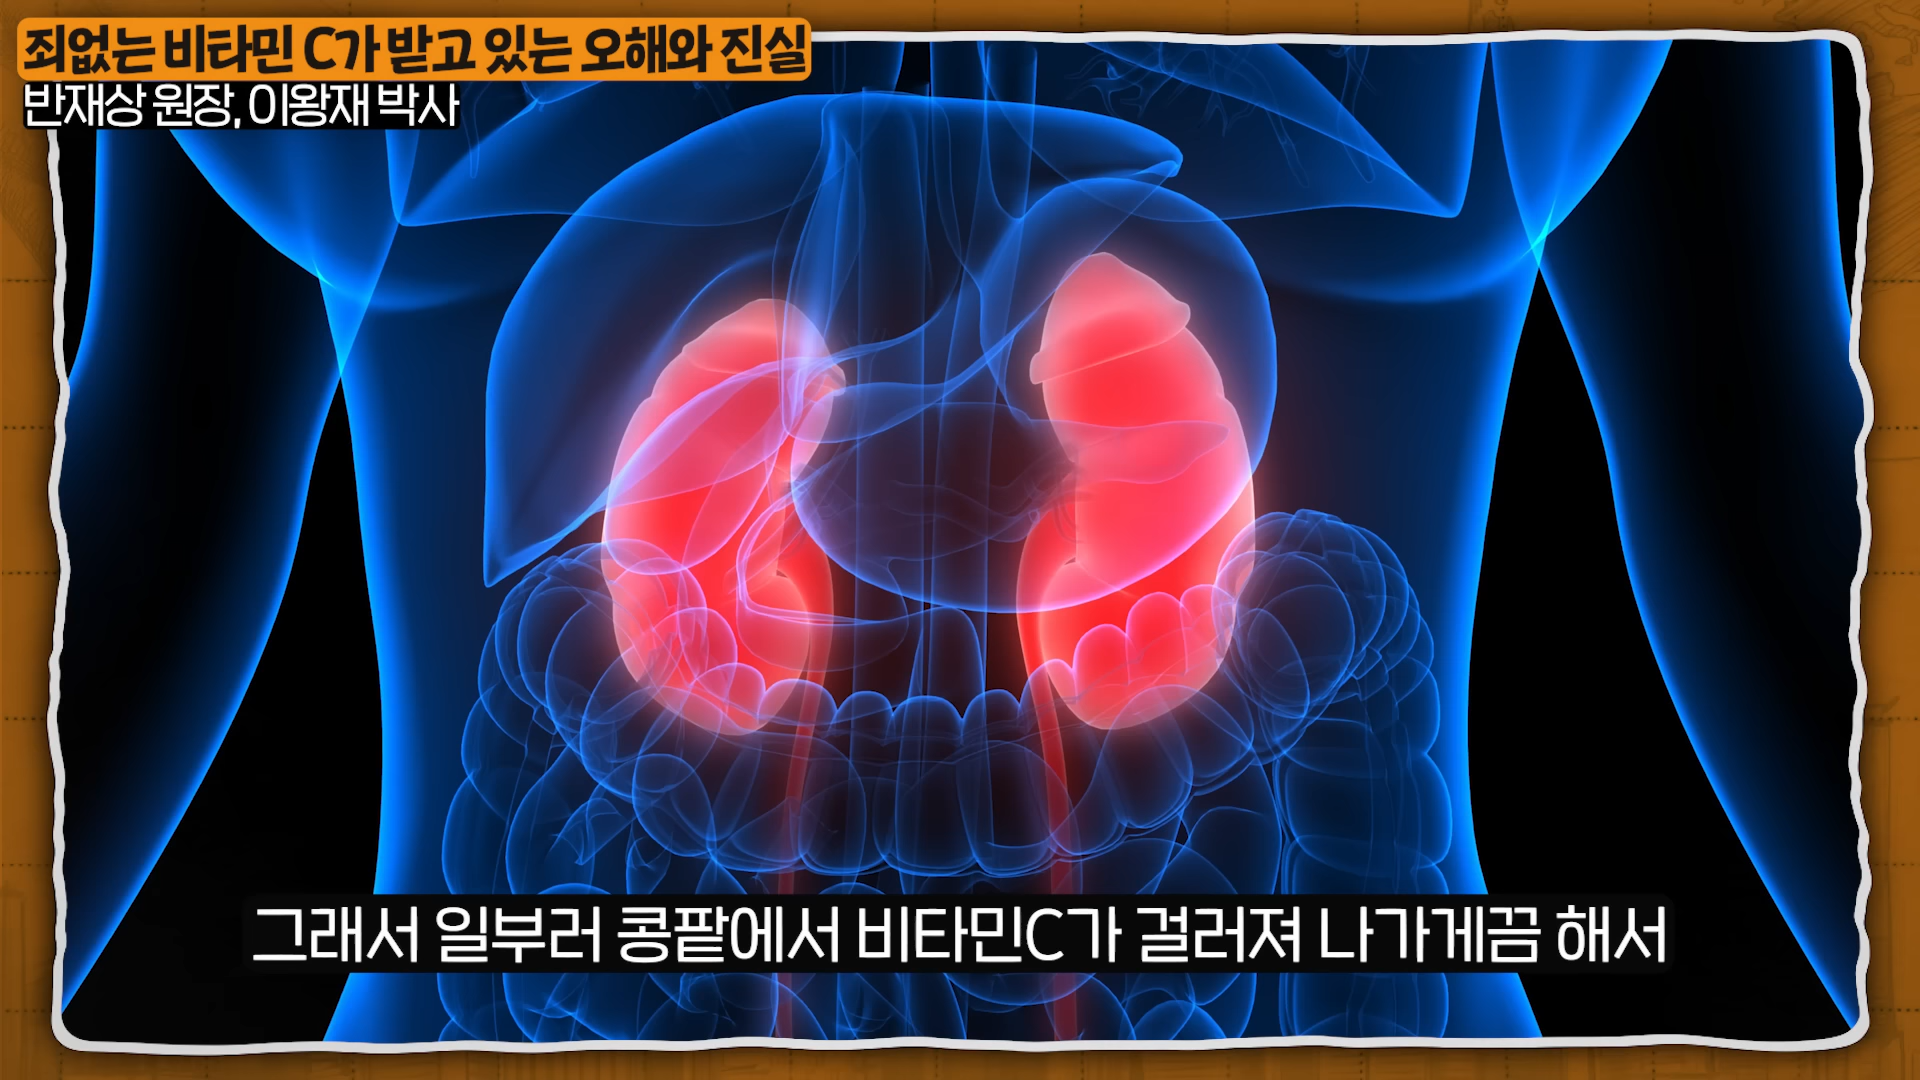 죄없는 비타민 C가 받고 있는 오해와 진실
반재상 원장, 이왕재 박사
그래서 일부러 콩팥에서 비타민C가 걸러져 나가게끔 해서